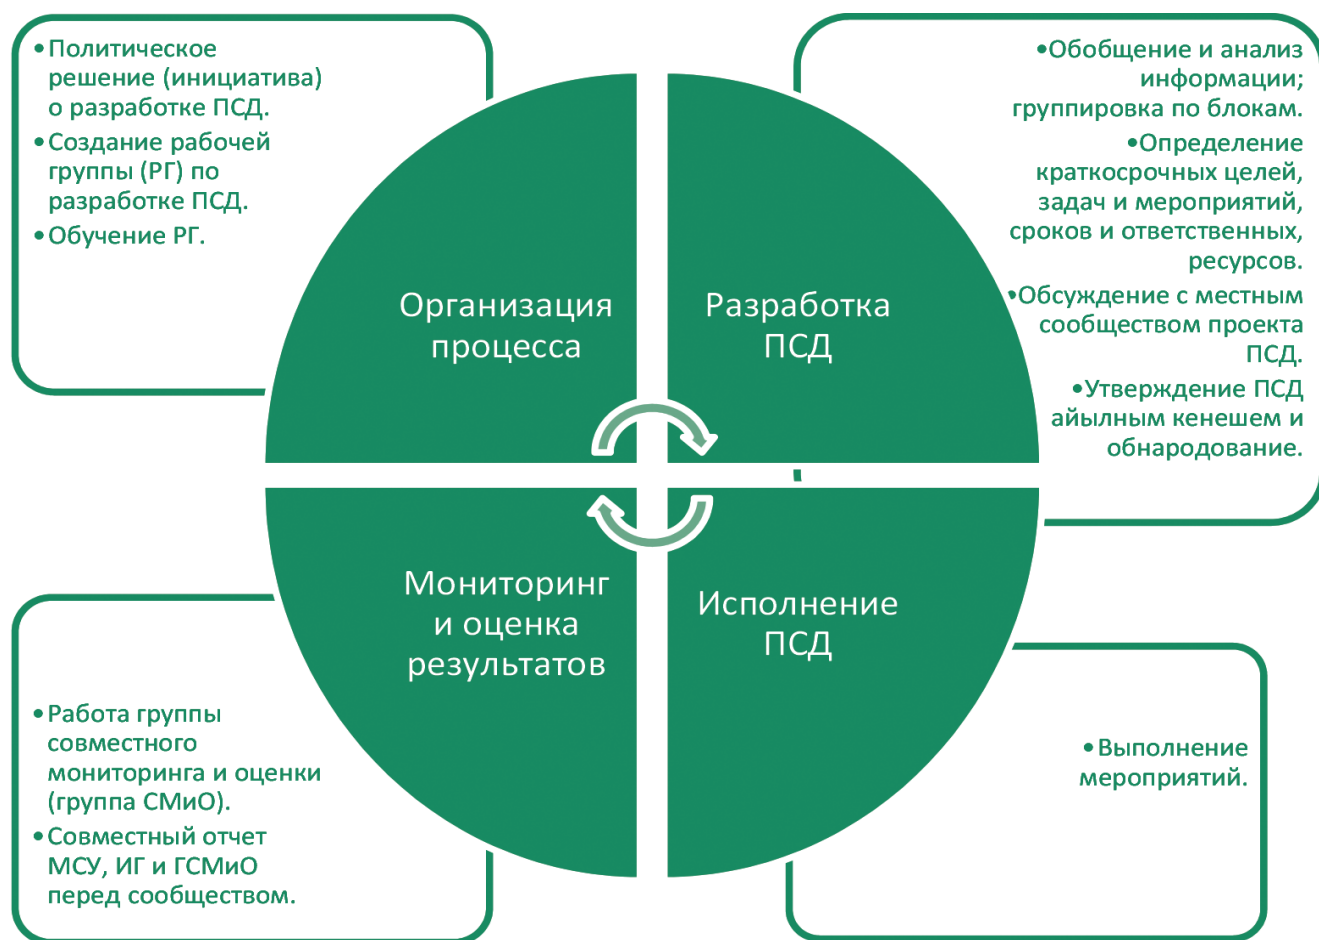 •Политическое
решение (инициатива)
о разработке ПСД.
•Создание рабочей
группы (РГ) по
разработке ПСД.
•Обучение РГ.
Организация
процесса
•Обобщение и анализ
информации;
группировка по блокам.
•Определение
краткосрочных целей,
задач и мероприятий,
сроков и ответственных,
ресурсов.
•Обсуждение с местным
сообществом проекта
ПСД.
•Утверждение ПСД
айылным кенешем и
обнародование.
Разработка
ПСД
Исполнение
ПСД
•Выполнение
мероприятий.
Мониторинг
и оценка
результатов
•Работа группы
совместного
мониторинга и оценки
(группа СМиО).
•Совместный отчет
МСУ, ИГ и ГСМиО
перед сообществом.